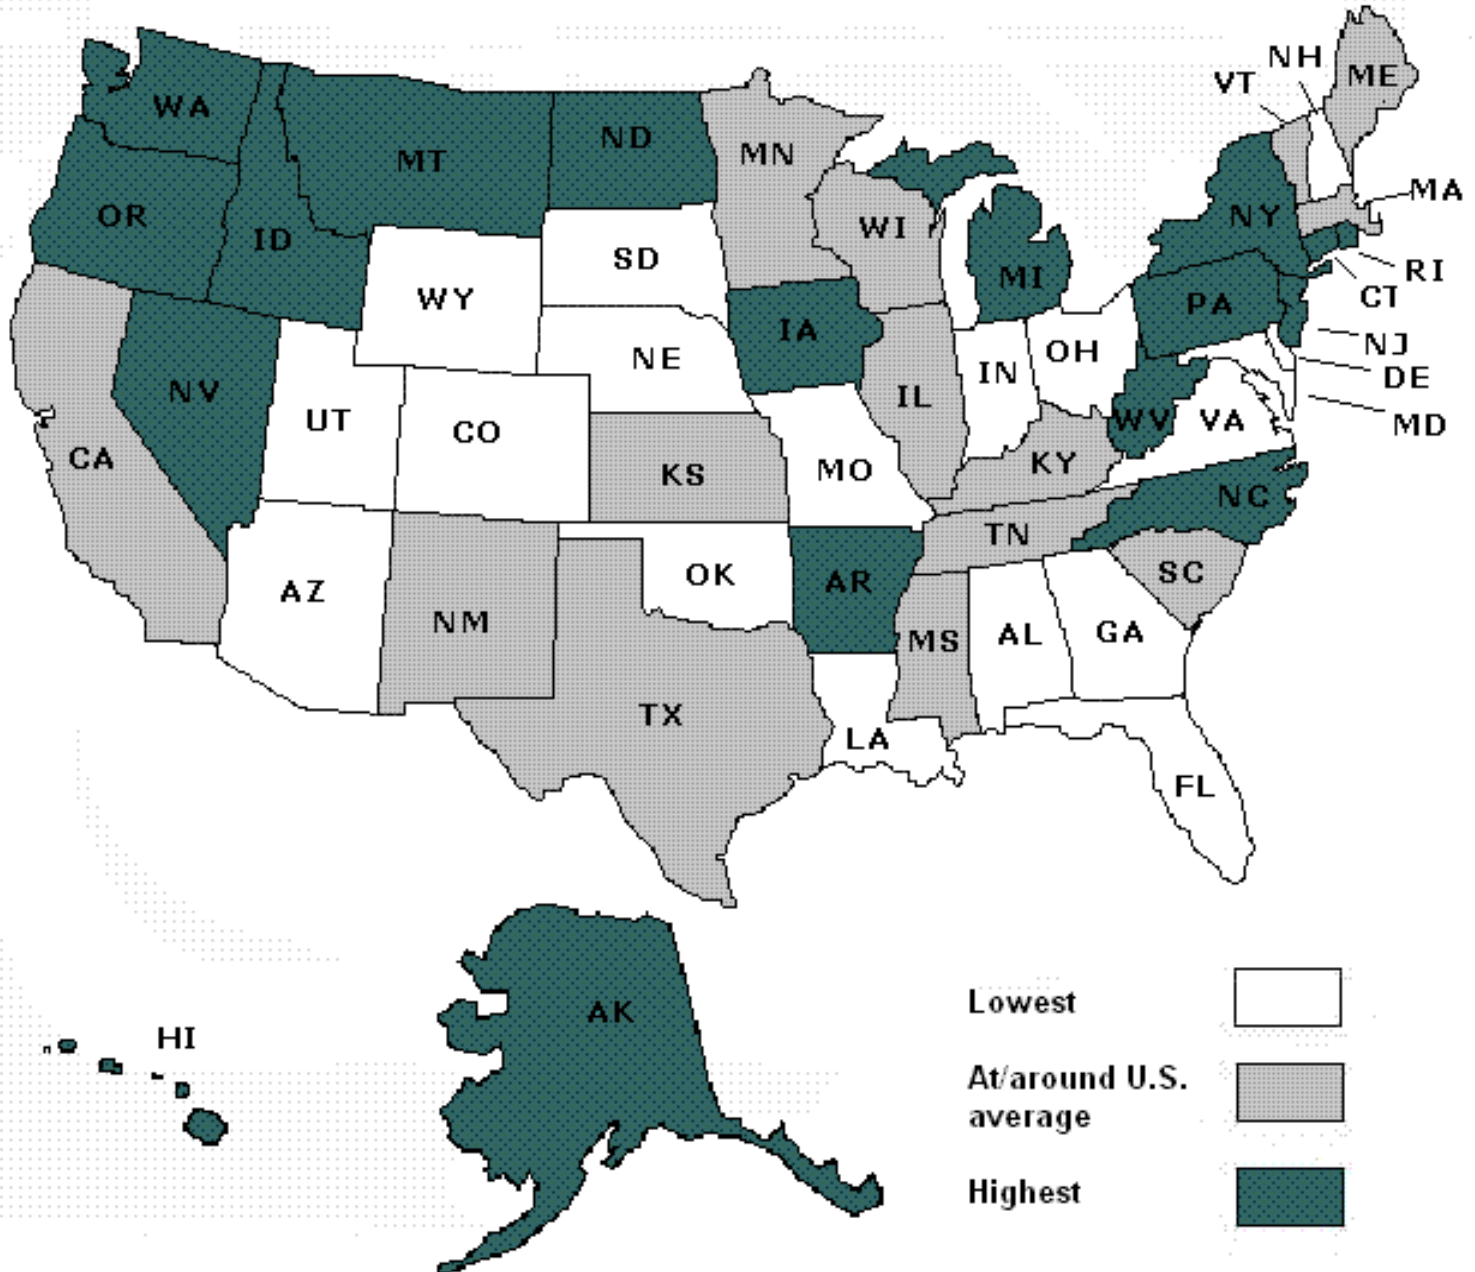 NH
VT
ME
WA
MT
ND
MN
MA
OR
ID
WI
NY
SD
MI
RI
WY
CT
PA
IA
NJ
NE
OH
DE
NV
IN
UT
CO
IL
WV
VA
MD
CA
KS
MO
KY
NC
TN
AZ
OK
AR
SC
NM
MS
AL
GA
TX
LA
FL
AK
HI
Lowest
At/around U.S.
average
Highest